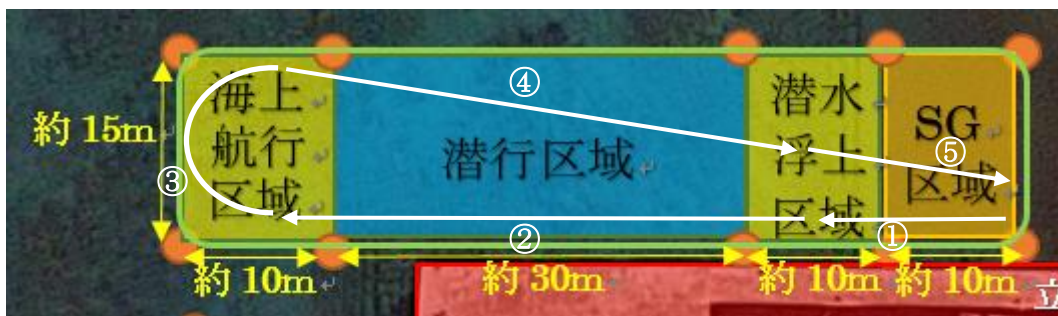 ④
海上
航行
区域
約 15m
③
潜行区域
②
潜水
浮上
区域
①
SG
区域
⑤
約 10m
約 30m
約 10m
約 10m
立